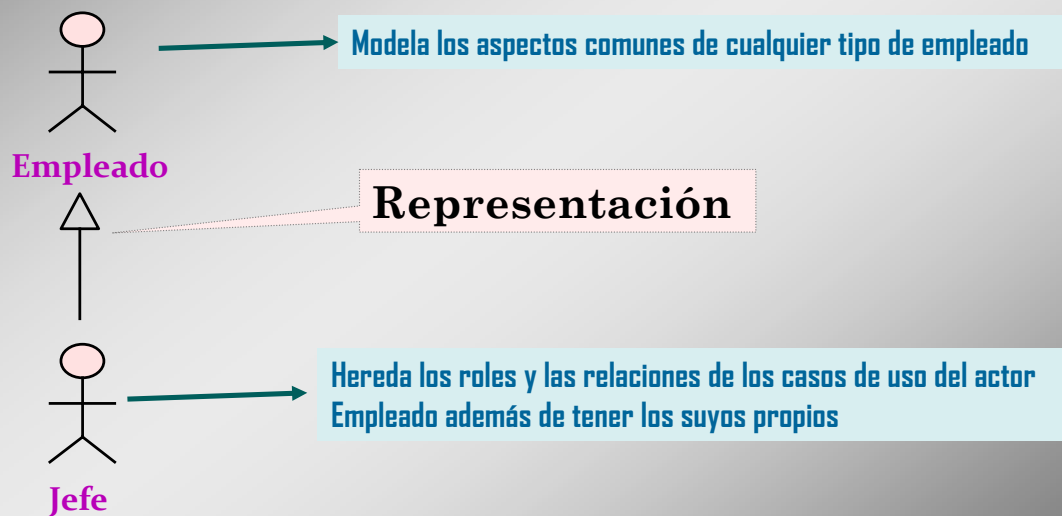 Modela los aspectos comunes de cualquier tipo de empleado
Empleado
Representación
Hereda los roles y las relaciones de los casos de uso del actor
Empleado además de tener los suyos propios
Jefe